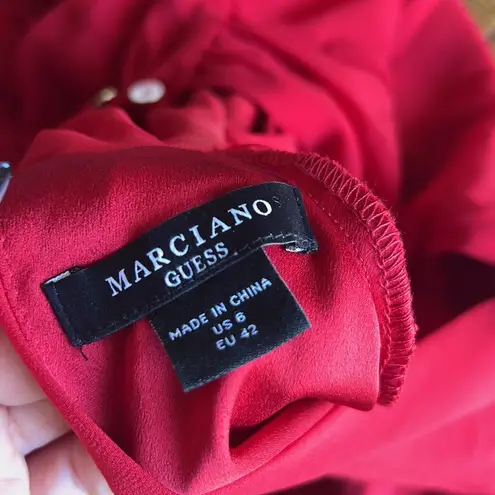 MARCIANO
GUESS
MADE IN CHINA
US 6
EU 42